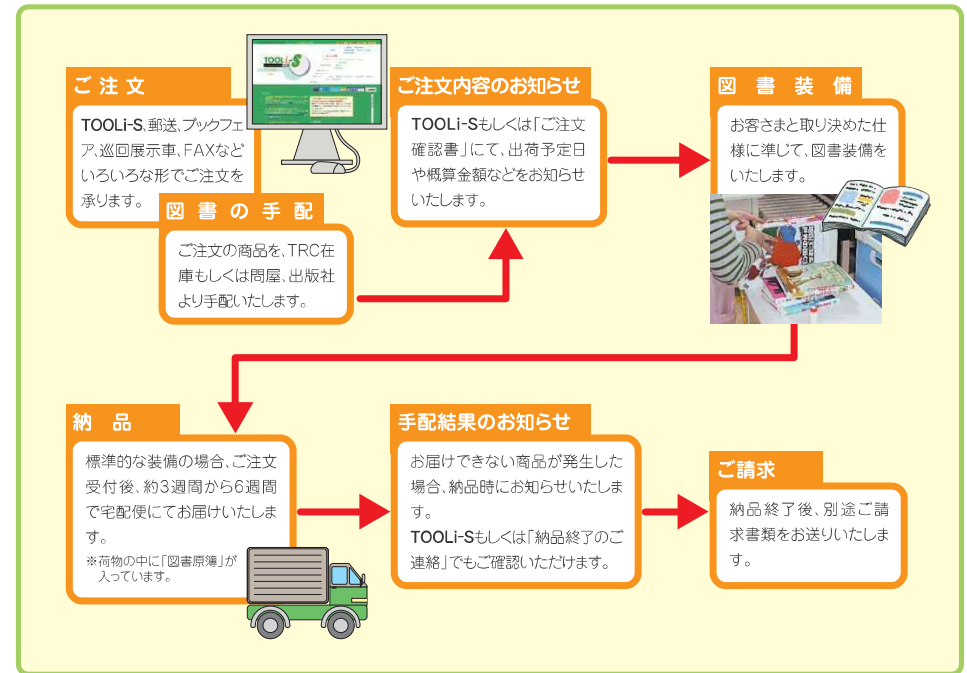 ご注文
TOOLi-S、郵送、ブックフェ
ア、巡回展示車、FAXなど
いろいろな形でご注文を
承ります。
TOOLi-S
図書の手配
ご注文の商品を、TRC在
庫もしくは問屋、出版社
より手配いたします。
ご注文内容のお知らせ
TOOLi-Sもしくは「ご注文
確認書」にて、出荷予定日
や概算金額などをお知らせ
いたします。
図書装備
お客さまと取り決めた仕
様に準じて、図書装備を
いたします。
納品
標準的な装備の場合、ご注文
受付後、約3週間から6週間
で宅配便にてお届けいたしま
す。
※荷物の中に「図書原簿」が
入っています。
手配結果のお知らせ
お届けできない商品が発生した
場合、納品時にお知らせいたしま
す。
TOOLi-Sもしくは「納品終了のご
連絡」でもご確認いただけます。
ご請求
納品終了後、別途ご請
求書類をお送りいたしま
す。